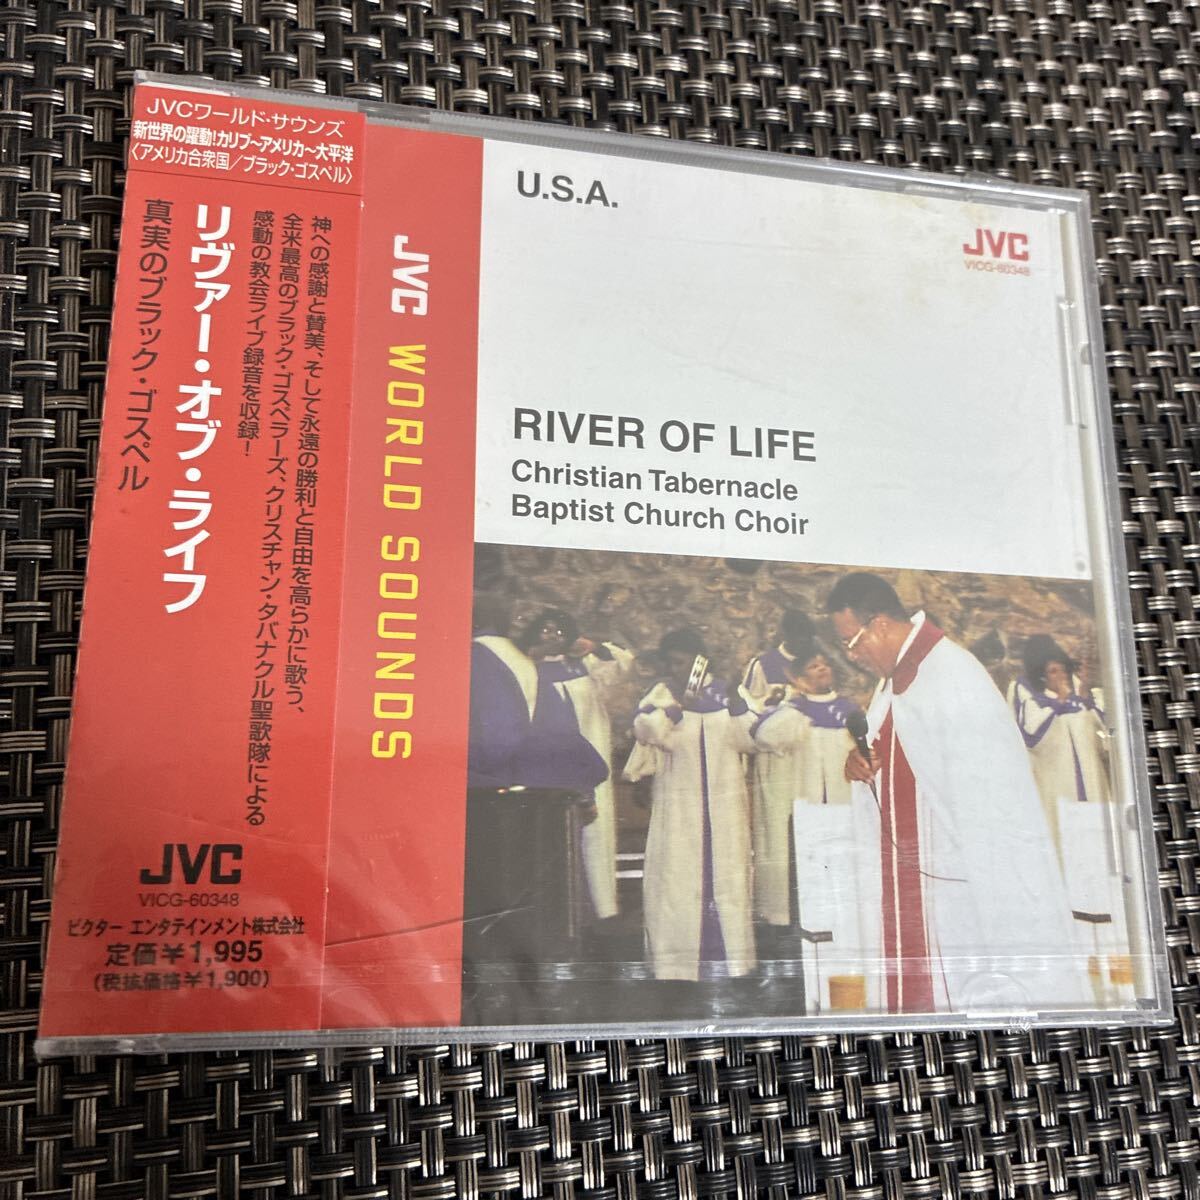 JVCワールド・サウンズ
新世界の躍動!カリブ〜アメリカ〜大平洋
〈アメリカ合衆国/ブラック・ゴスペル〉
神への感謝と賛美、そして永遠の勝利と自由を高らかに歌う、
全米最高のブラック・ゴスペラーズ、クリスチャン・タバナクル聖歌隊による
感動の教会ライブ録音を収録!
リヴァー・オブ・ライフ
真実のブラック・ゴスペル
JVC
VICG-60348
ビクター エンタテインメント株式会社
定価¥1,995
(税抜価格¥1,900)
JVC WORLD SOUNDS
U.S.A.
JVC
VICG-60348
RIVER OF LIFE
Christian Tabernacle
Baptist Church Choir